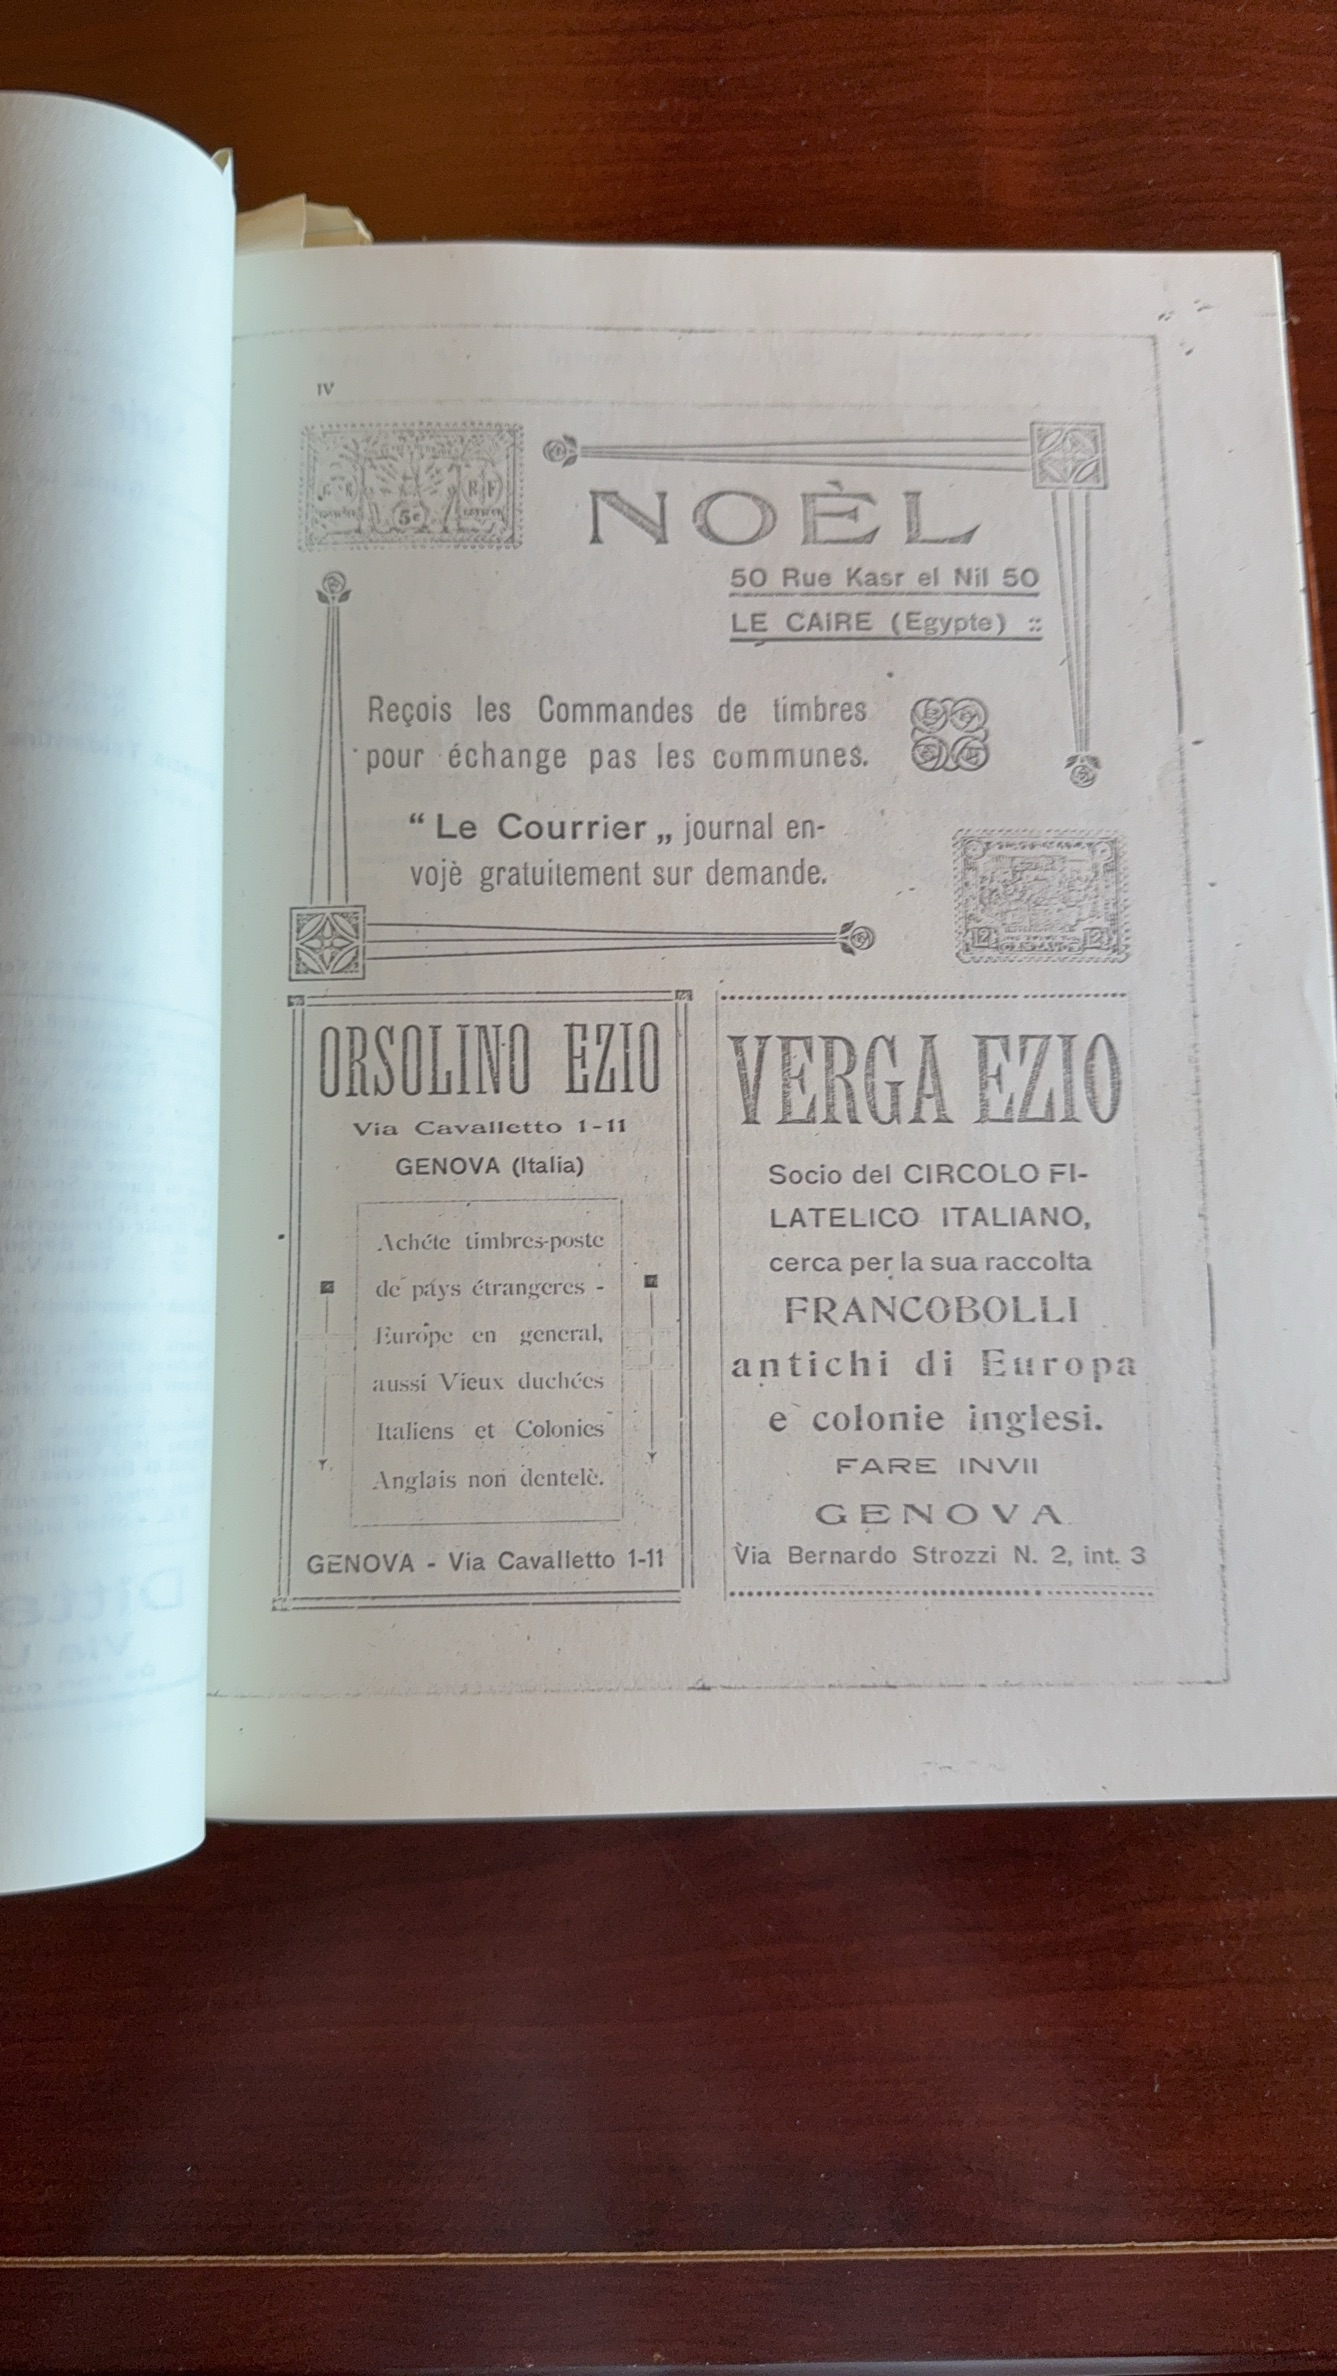 IV
NOÈL
50 Rue Kasr el Nil 50
LE CAIRE (Egypte) ::
Reçois les Commandes de timbres
pour échange pas les communes.
“ Le Courrier „ journal en-
vojè gratuitement sur demande.
5c
R F
ORSOLINO EZIO
Via Cavalletto 1-11
GENOVA (Italia)
Achéte timbres-poste
de pays étrangeres -
Europe en general,
aussi Vieux duchées
Italiens et Colonies
Anglais non dentelè.
GENOVA - Via Cavalletto 1-11
VERGA EZIO
Socio del CIRCOLO FI-
LATELICO ITALIANO,
cerca per la sua raccolta
FRANCOBOLLI
antichi di Europa
e colonie inglesi.
FARE INVII
GENOVA
Via Bernardo Strozzi N. 2, int. 3